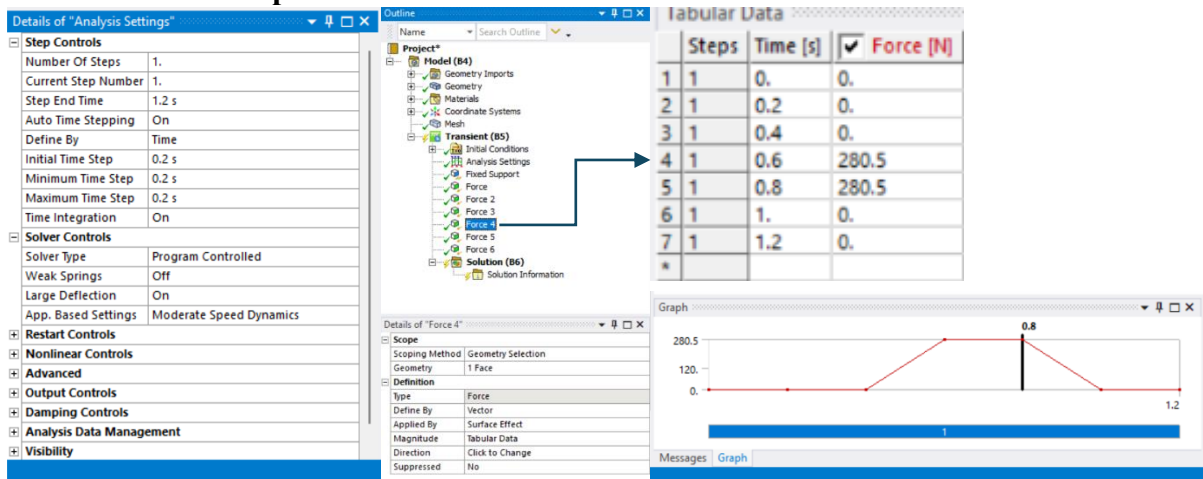 Details of "Analysis Settings"
Step Controls
Number Of Steps 1.
Current Step Number 1.
Step End Time 1.2 s
Auto Time Stepping On
Define By Time
Initial Time Step 0.2 s
Minimum Time Step 0.2 s
Maximum Time Step 0.2 s
Time Integration On
Solver Controls
Solver Type Program Controlled
Weak Springs Off
Large Deflection On
App. Based Settings Moderate Speed Dynamics
Restart Controls
Nonlinear Controls
Advanced
Output Controls
Damping Controls
Analysis Data Management
Visibility
Outline
Name Search Outline
Project*
Model (B4)
Geometry Imports
Geometry
Materials
Coordinate Systems
Mesh
Transient (B5)
Initial Conditions
Analysis Settings
Fixed Support
Force
Force 2
Force 3
Force 4
Force 5
Force 6
Solution (B6)
Solution Information
Details of "Force 4"
Scope
Scoping Method Geometry Selection
Geometry 1 Face
Definition
Type Force
Define By Vector
Applied By Surface Effect
Magnitude Tabular Data
Direction Click to Change
Suppressed No
Tabular Data
Steps Time [s] Force [N]
1 1 0. 0.
2 1 0.2 0.
3 1 0.4 0.
4 1 0.6 280.5
5 1 0.8 280.5
6 1 1. 0.
7 1 1.2 0.
*
Graph
0.8
280.5
120.
0.
1.2
1
Messages Graph